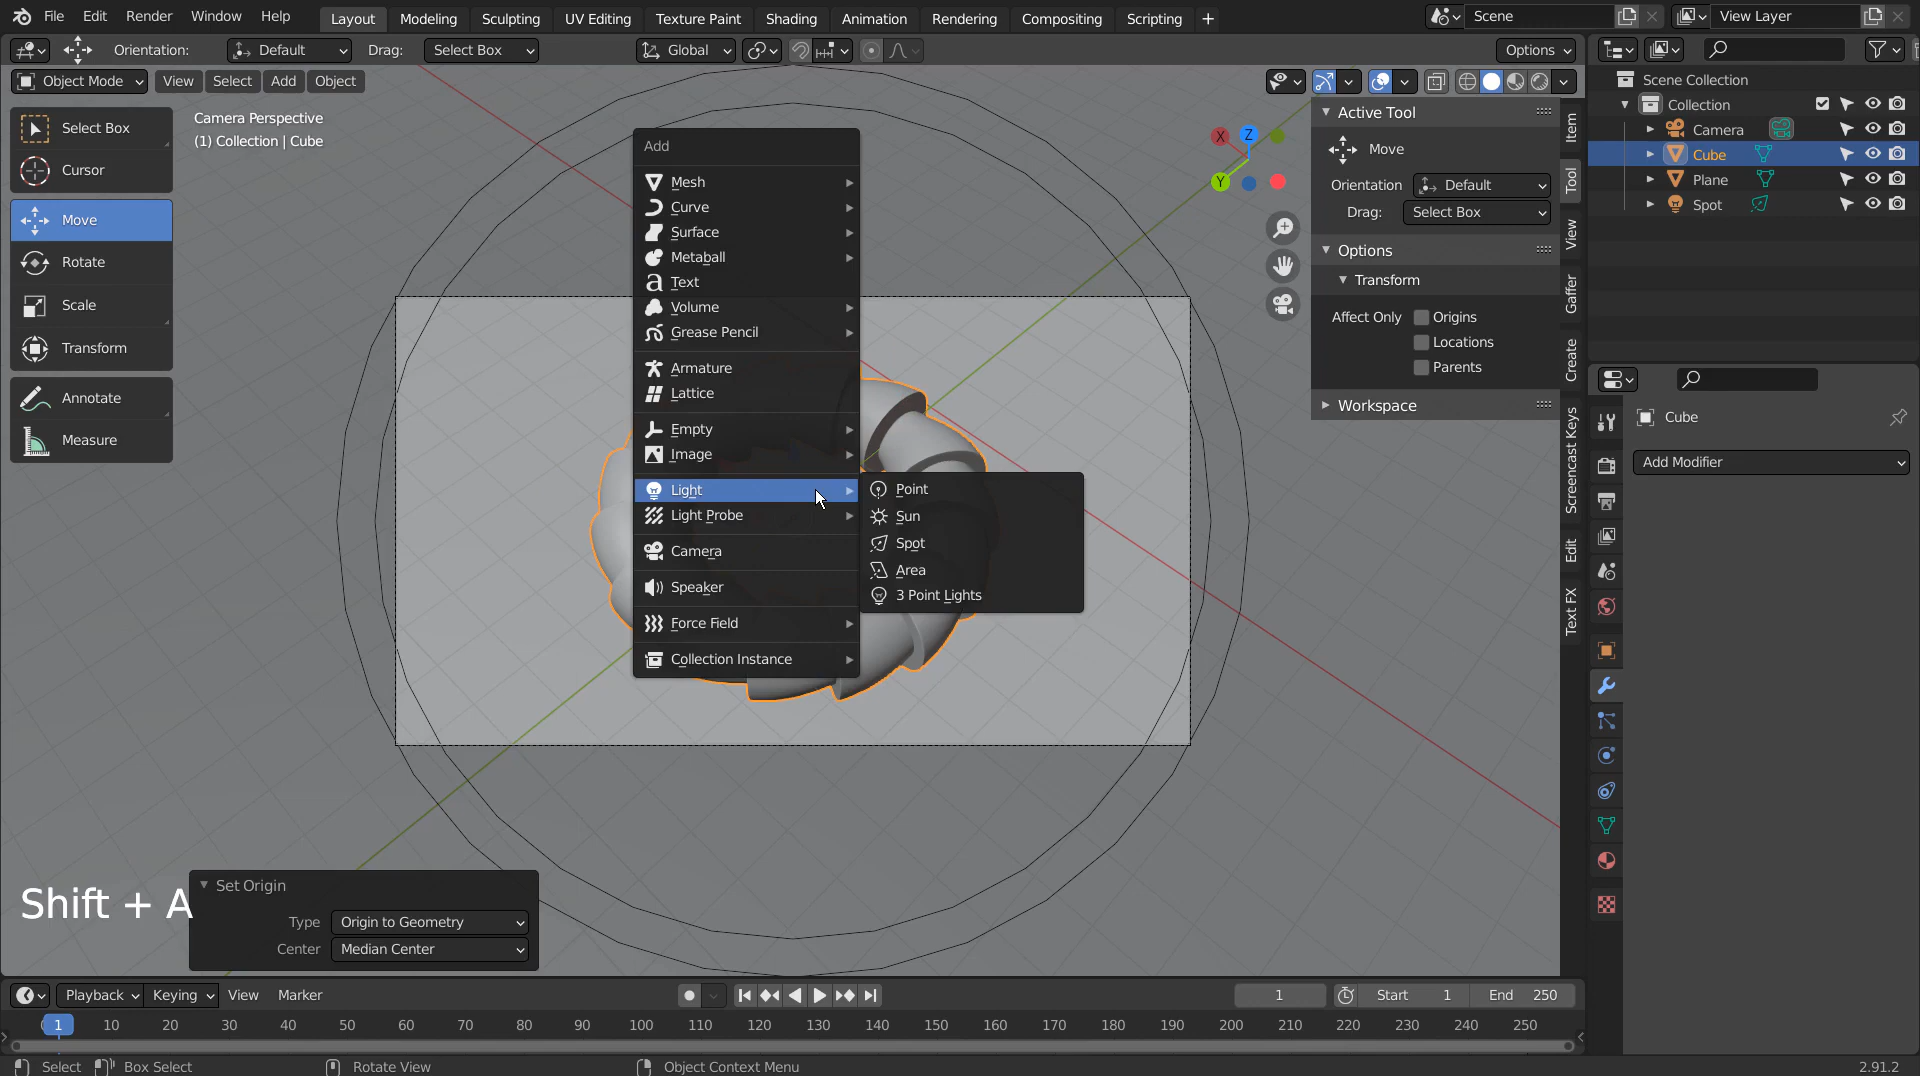 File Edit Render Window Help Layout Modeling Sculpting UV Editing Texture Paint Shading Animation Rendering Compositing Scripting + Scene View Layer
Orientation: Default Drag: Select Box Global Options
Object Mode View Select Add Object
Select Box
Cursor
Move
Rotate
Scale
Transform
Annotate
Measure
Camera Perspective
(1) Collection | Cube
Add
Mesh
Curve
Surface
Metaball
Text
Volume
Grease Pencil
Armature
Lattice
Empty
Image
Light
Light Probe
Camera
Speaker
Force Field
Collection Instance
Point
Sun
Spot
Area
3 Point Lights
X
Z
Y
Active Tool
Move
Orientation Default
Drag: Select Box
Options
Transform
Affect Only Origins
Locations
Parents
Workspace
Item
Tool
View
Gaffer
Create
Screencast Keys
Edit
Text FX
Scene Collection
Collection
Camera
Cube
Plane
Spot
Cube
Add Modifier
Shift + A
Set Origin
Type Origin to Geometry
Center Median Center
Playback Keying View Marker 1 Start 1 End 250
1 10 20 30 40 50 60 70 80 90 100 110 120 130 140 150 160 170 180 190 200 210 220 230 240 250
Select Box Select Rotate View Object Context Menu 2.91.2